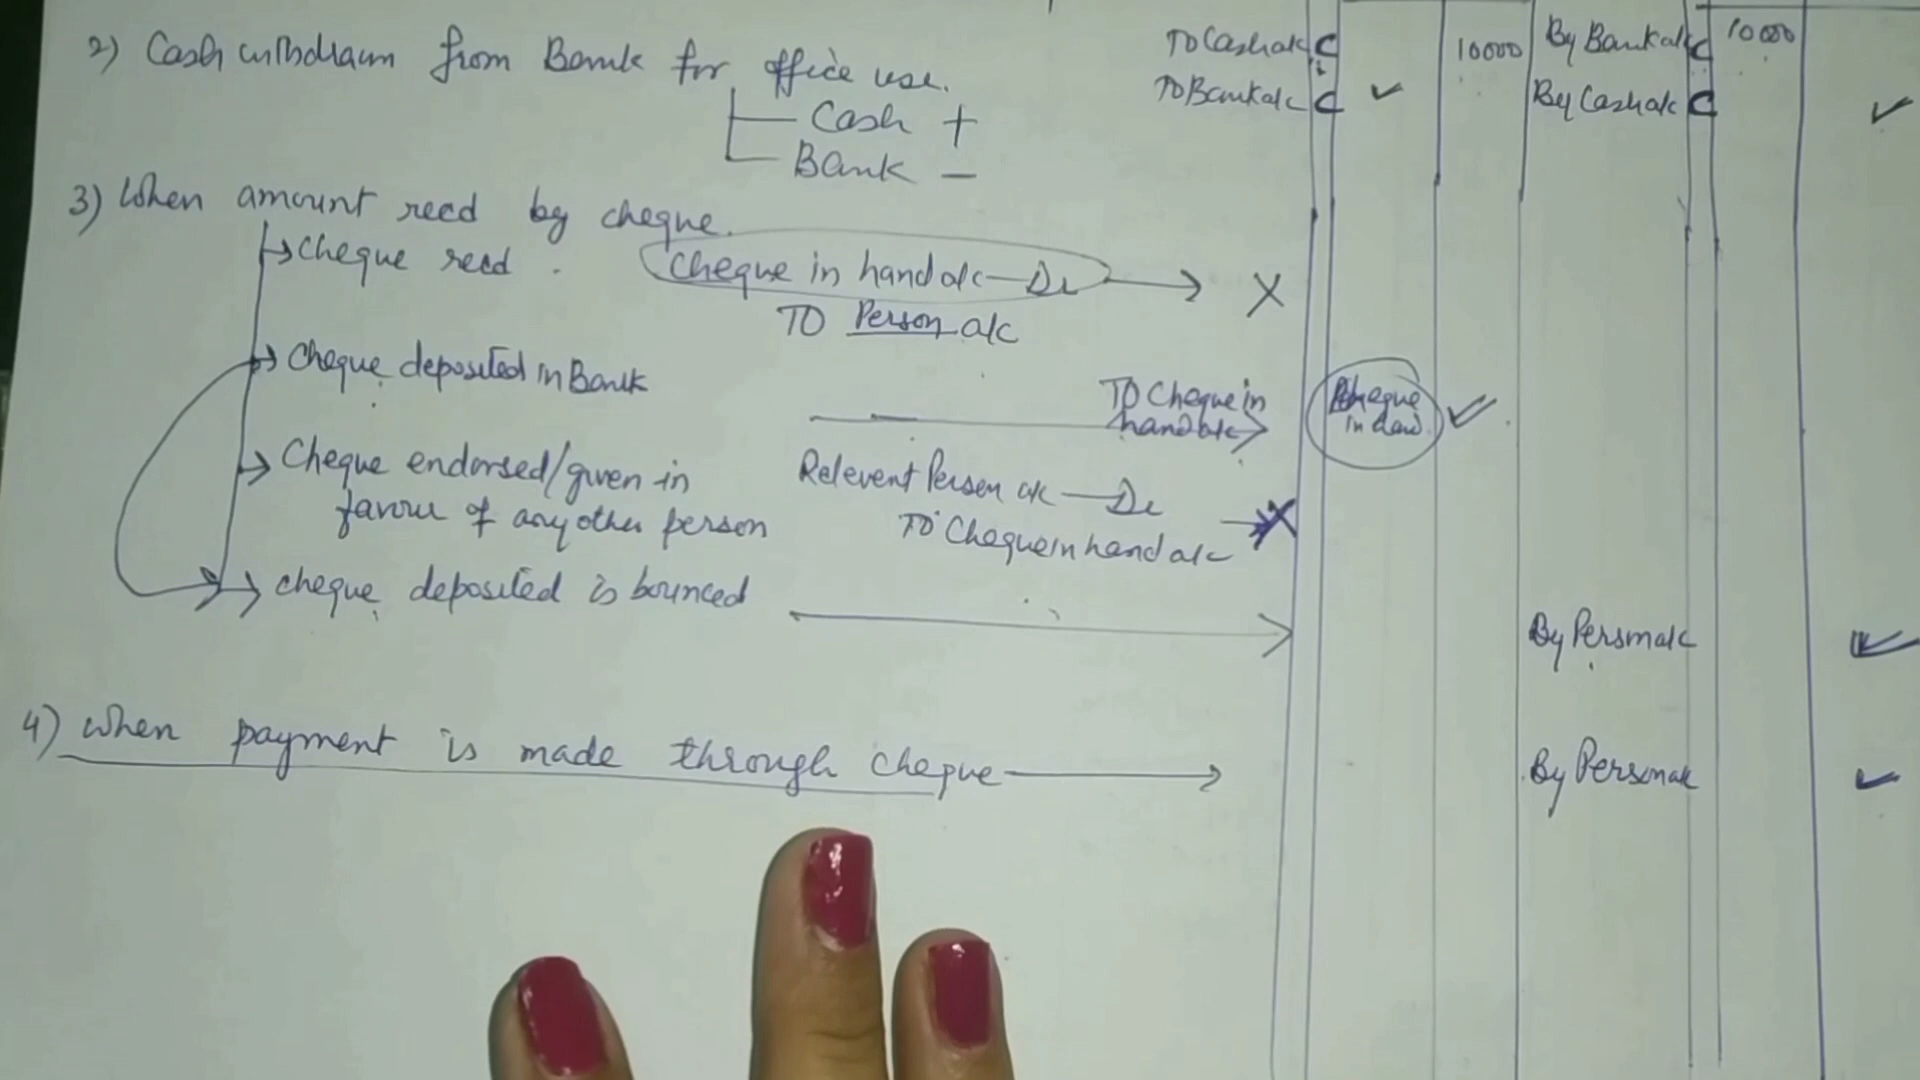 2) Cash withdrawn from Bank for office use.
Cash +
Bank –
To Cash a/c C 10000 By Bank a/c C 10000
To Bank a/c C ✓ By Cash a/c C ✓
3) When amount recd by cheque.
→ Cheque recd. Cheque in hand a/c — Dr → X
TO Person a/c
→ Cheque deposited in Bank
TO Cheque in
hand a/c
Cheque
in hand
✓
→ Cheque endorsed/given in
favour of any other person
Relevent Person a/c — Dr
TO Cheque in hand a/c → X
→ cheque deposited is bounced → By Person a/c ✓
4) When payment is made through cheque → By Person a/c ✓